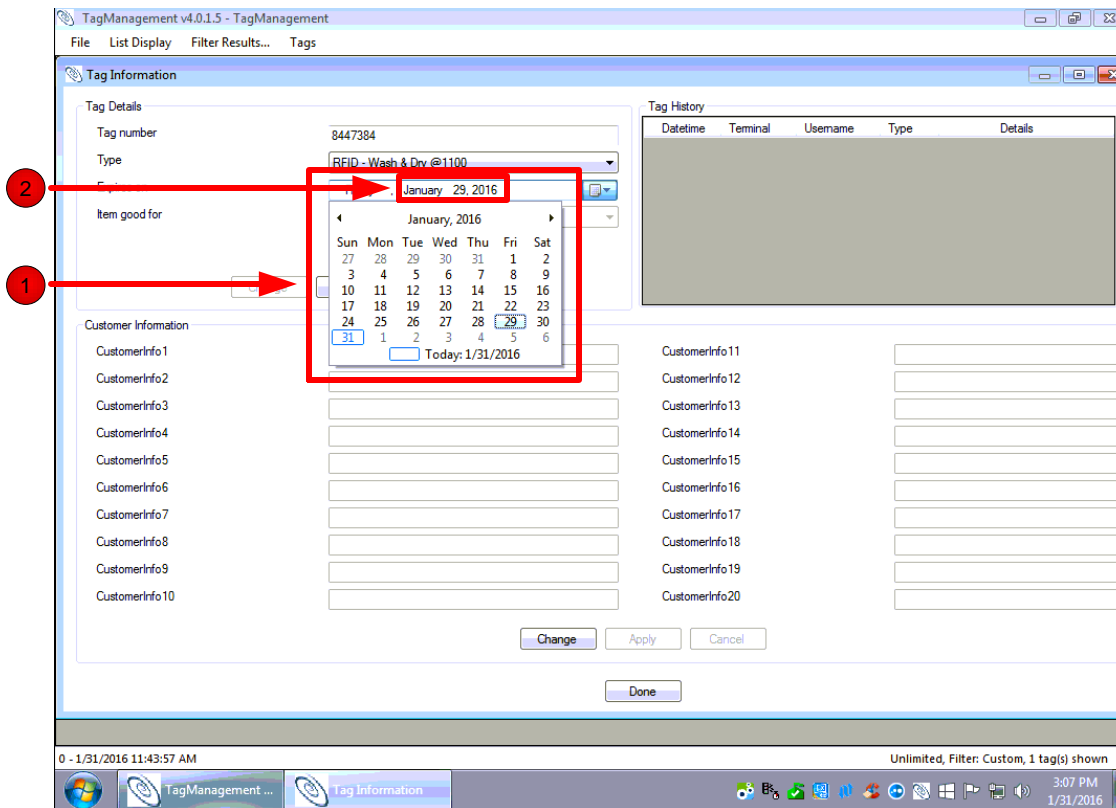 TagManagement v4.0.1.5 - TagManagement
File List Display Filter Results... Tags
Tag Information
Tag Details
Tag History
Tag number
8447384
Datetime Terminal Username Type Details
Type
RFID - Wash & Dry @1100
2
January 29, 2016
Item good for
January, 2016
Sun Mon Tue Wed Thu Fri Sat
27 28 29 30 31 1 2
3 4 5 6 7 8 9
10 11 12 13 14 15 16
17 18 19 20 21 22 23
24 25 26 27 28 29 30
31 1 2 3 4 5 6
Today: 1/31/2016
1
Customer Information
CustomerInfo1
CustomerInfo11
CustomerInfo2
CustomerInfo12
CustomerInfo3
CustomerInfo13
CustomerInfo4
CustomerInfo14
CustomerInfo5
CustomerInfo15
CustomerInfo6
CustomerInfo16
CustomerInfo7
CustomerInfo17
CustomerInfo8
CustomerInfo18
CustomerInfo9
CustomerInfo19
CustomerInfo10
CustomerInfo20
Change Apply Cancel
Done
0 - 1/31/2016 11:43:57 AM
Unlimited, Filter: Custom, 1 tag(s) shown
TagManagement ...
Tag Information
3:07 PM
1/31/2016